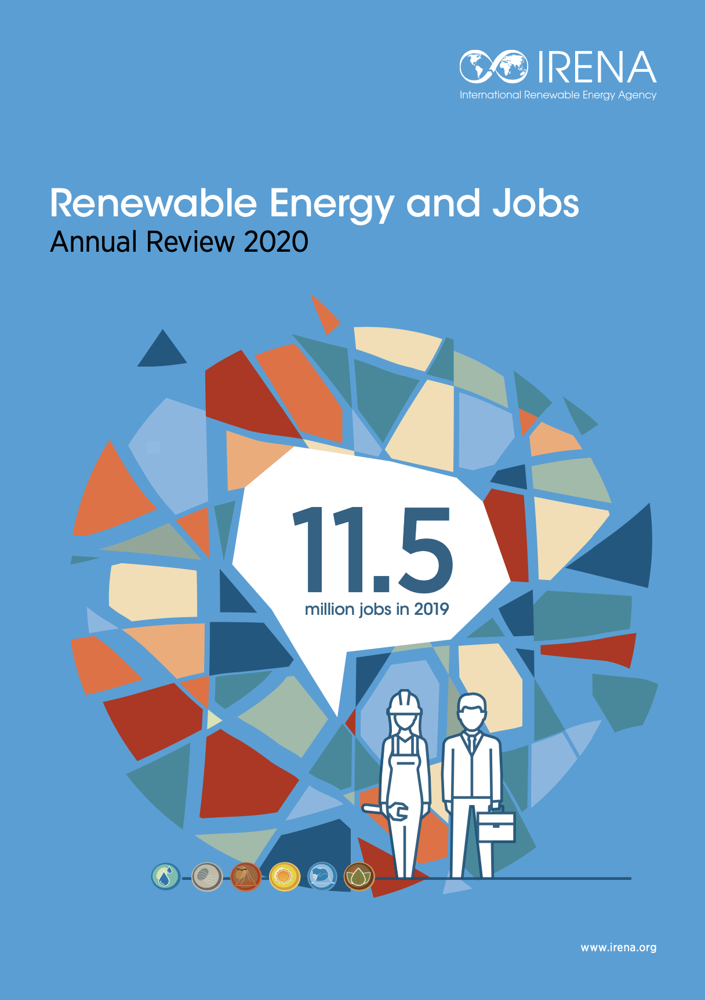 IRENA
International Renewable Energy Agency
Renewable Energy and Jobs
Annual Review 2020
11.5
million jobs in 2019
www.irena.org